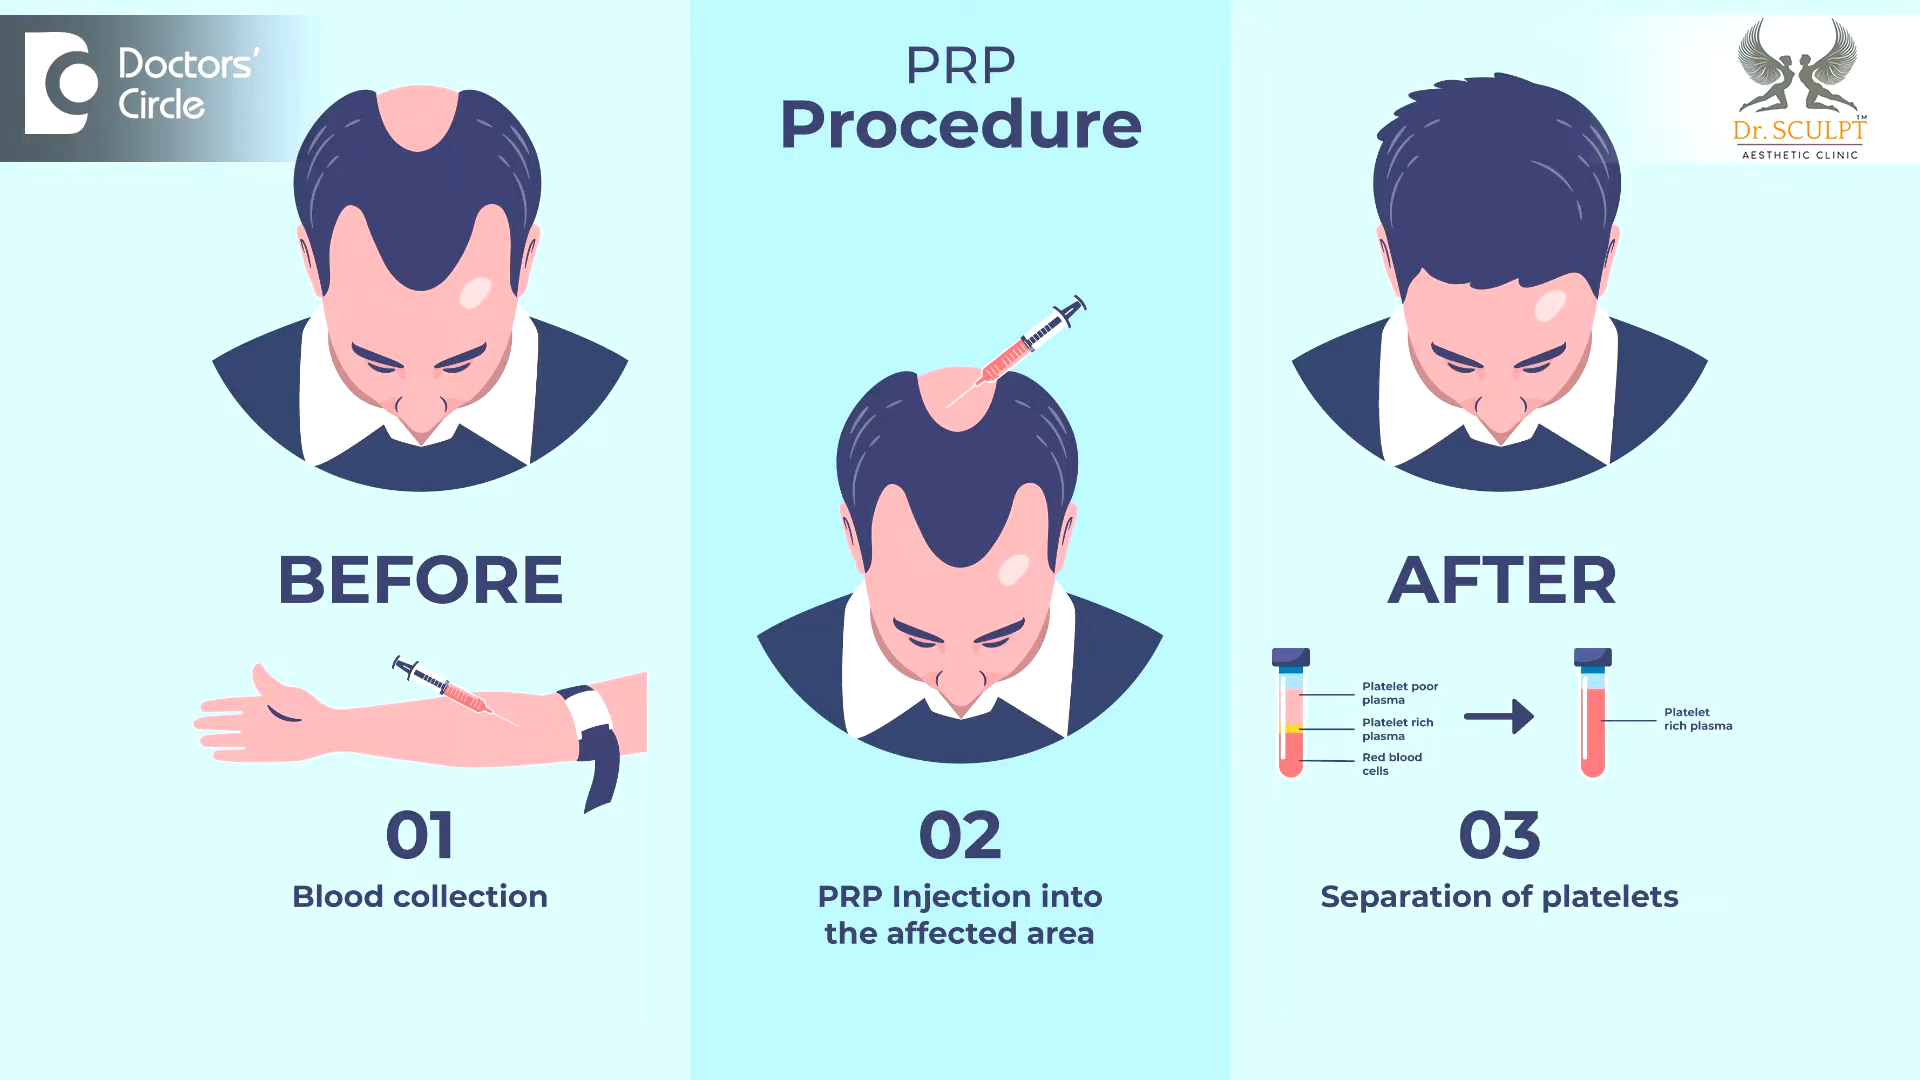 Doctors'
Circle
PRP
Procedure
Dr. SCULPT™
AESTHETIC CLINIC
BEFORE
AFTER
Platelet poor
plasma
Platelet rich
plasma
Red blood
cells
Platelet
rich plasma
01
Blood collection
02
PRP Injection into
the affected area
03
Separation of platelets